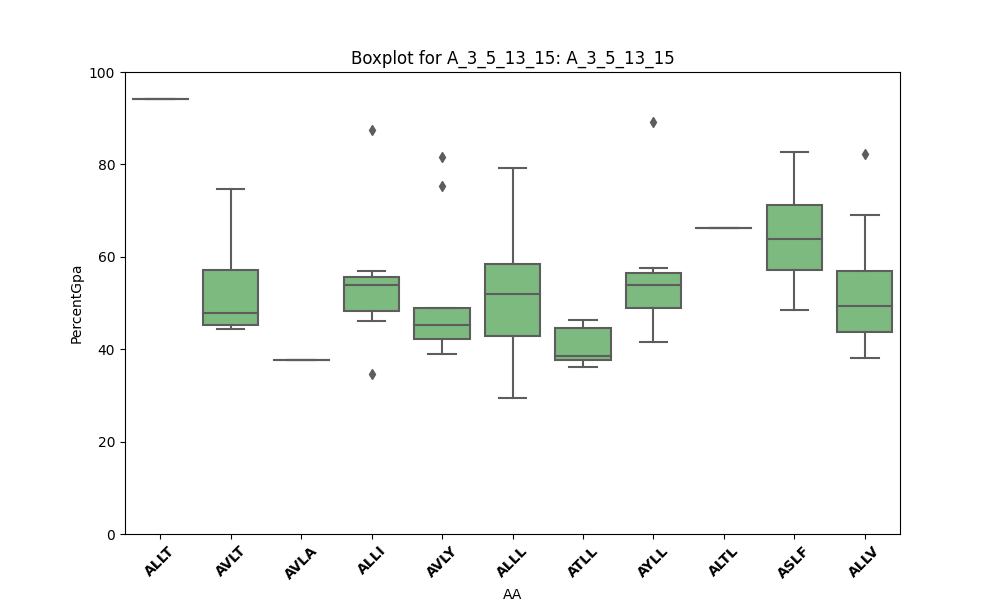 Boxplot for A_3_5_13_15: A_3_5_13_15
100
80
60
40
20
0
PercentGpa
ALLT
AVLT
AVLA
ALLI
AVLY
ALLL
ATLL
AYLL
ALTL
ASLF
ALLV
AA